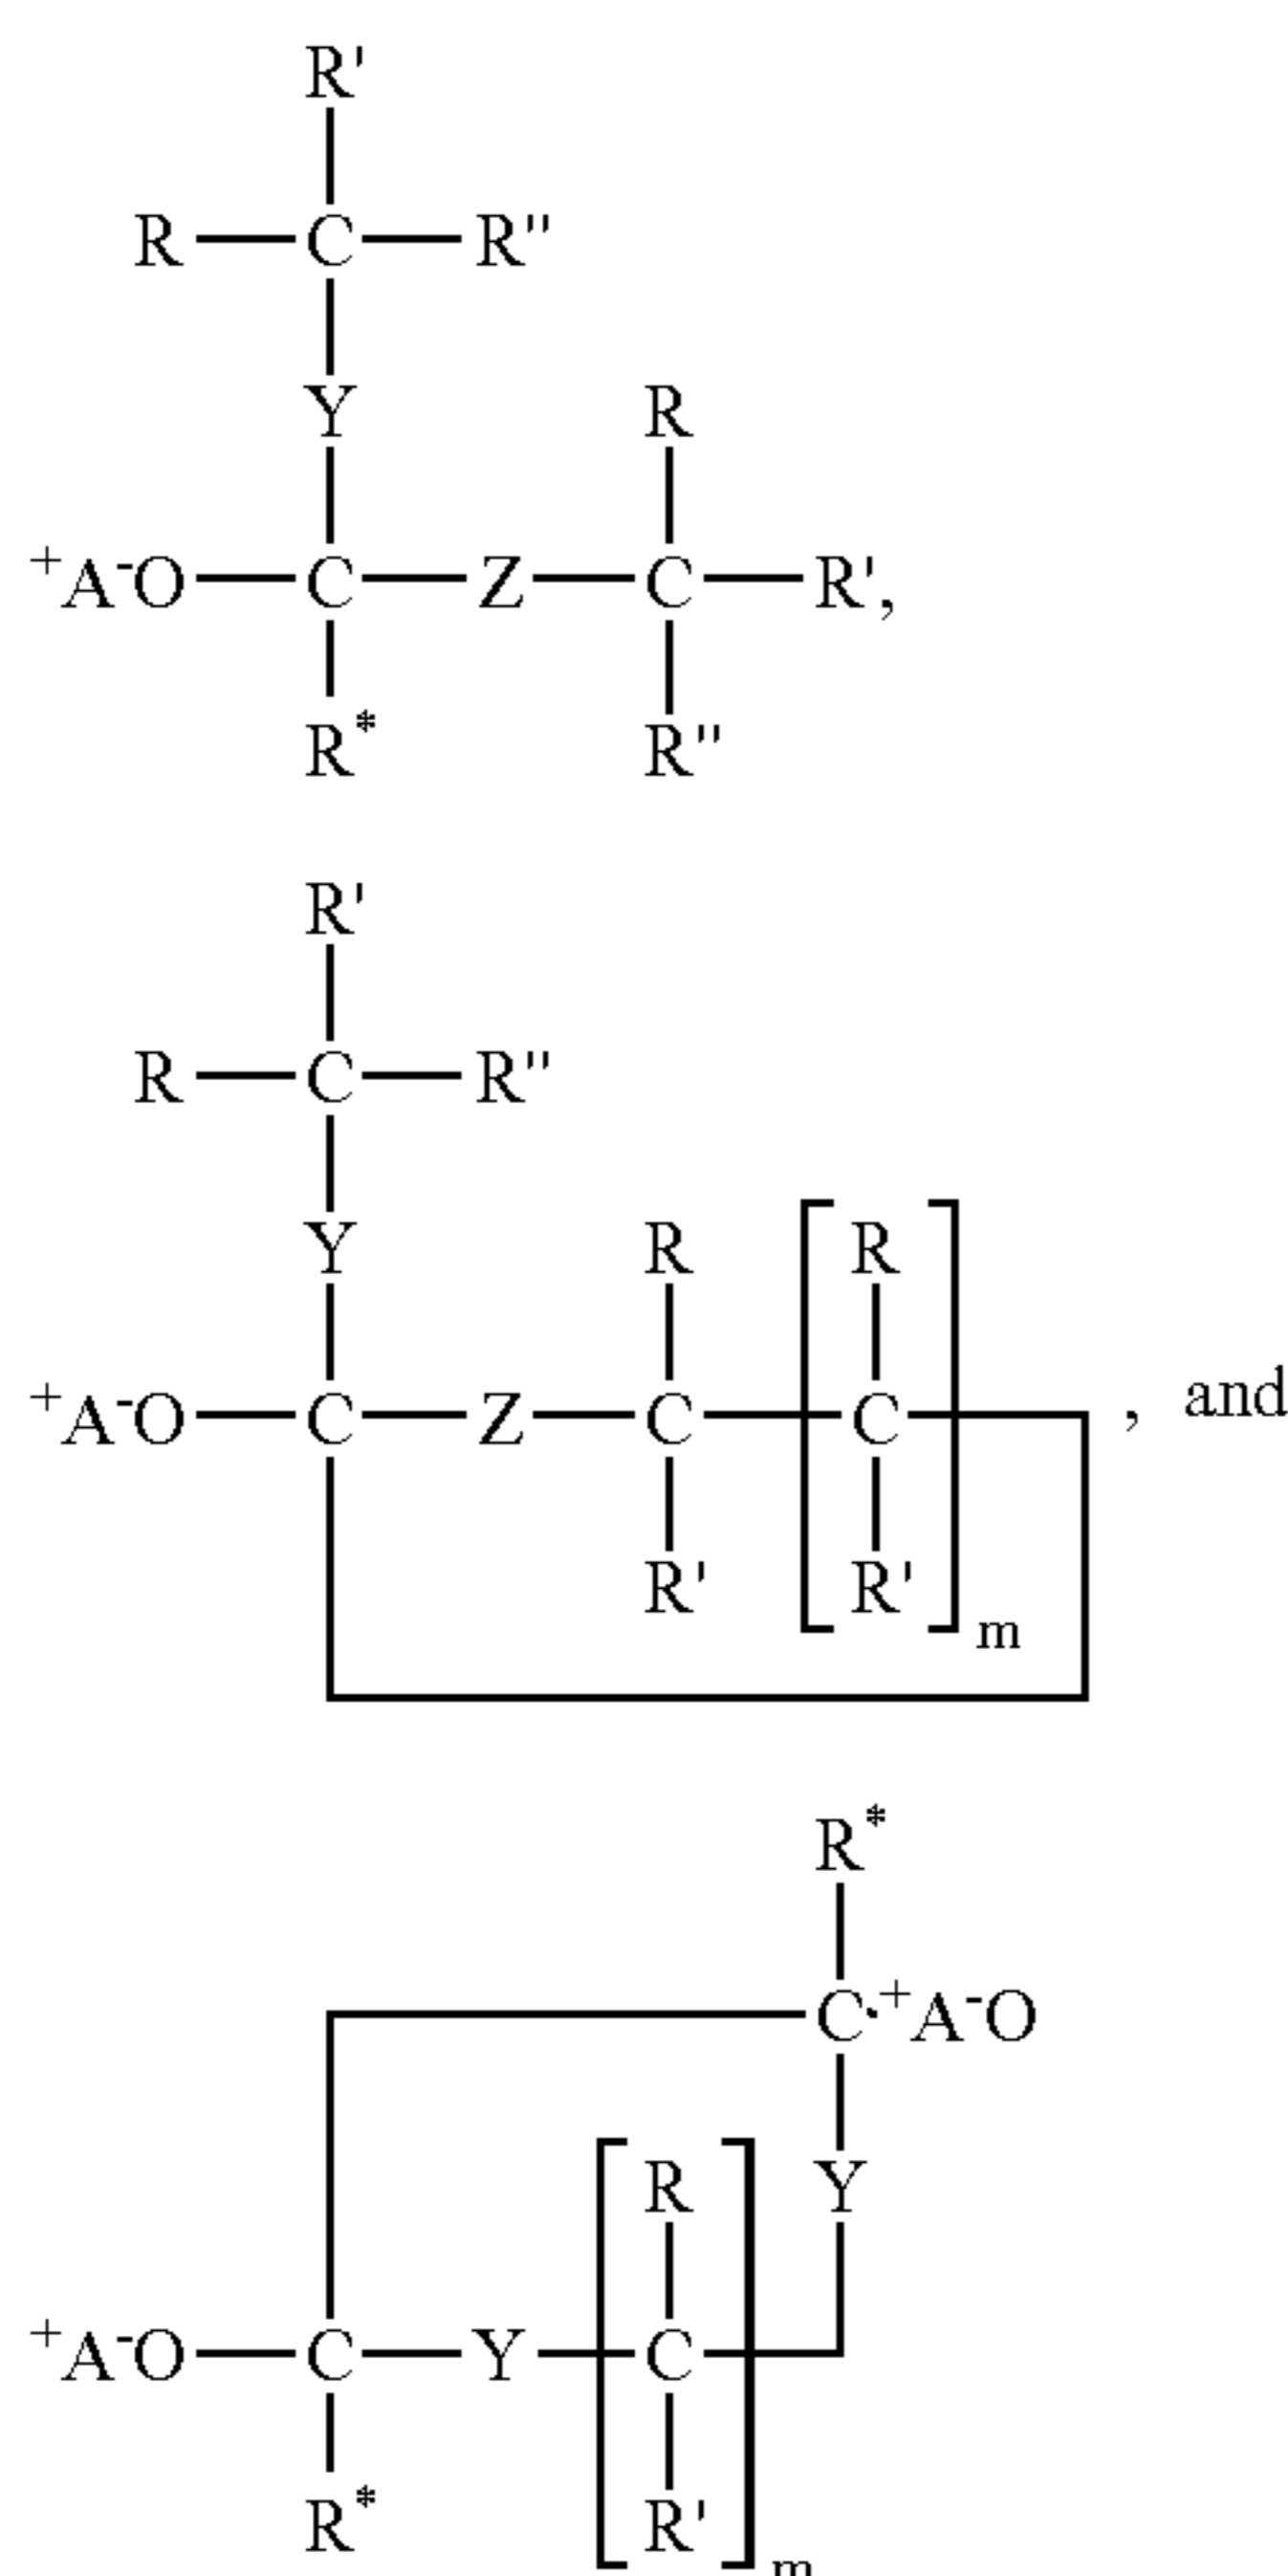 R'
R C R"
Y R
+A-O C Z C R',
R* R"
R'
R C R"
Y R R
+A-O C Z C C , and
R' R' m
R*
C +A-O
R Y
+A-O C Y C
R* R' m